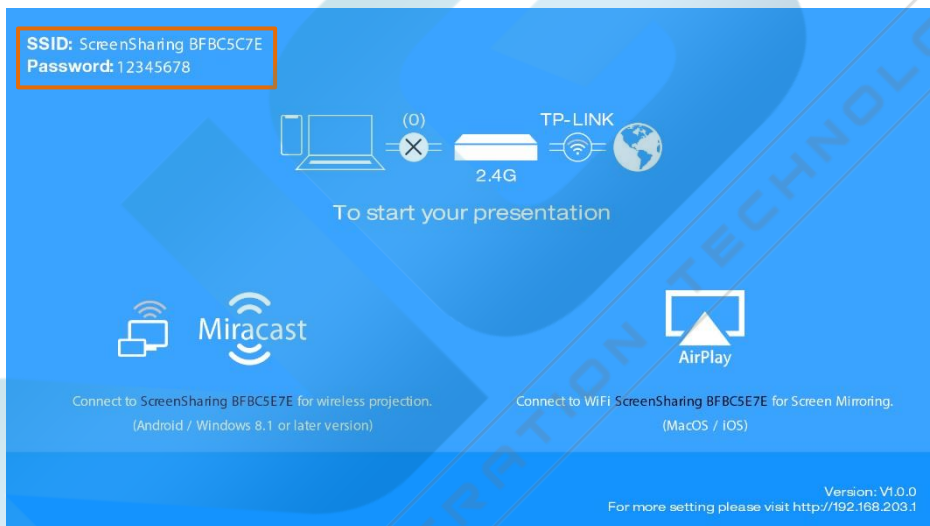 SSID: ScreenSharing BFBC5C7E
Password: 12345678
(0)
TP-LINK
2.4G
To start your presentation
Miracast
AirPlay
Connect to ScreenSharing BFBC5E7E for wireless projection.
(Android / Windows 8.1 or later version)
Connect to WiFi ScreenSharing BFBC5E7E for Screen Mirroring.
(MacOS / iOS)
Version: V1.0.0
For more setting please visit http://192.168.203.1